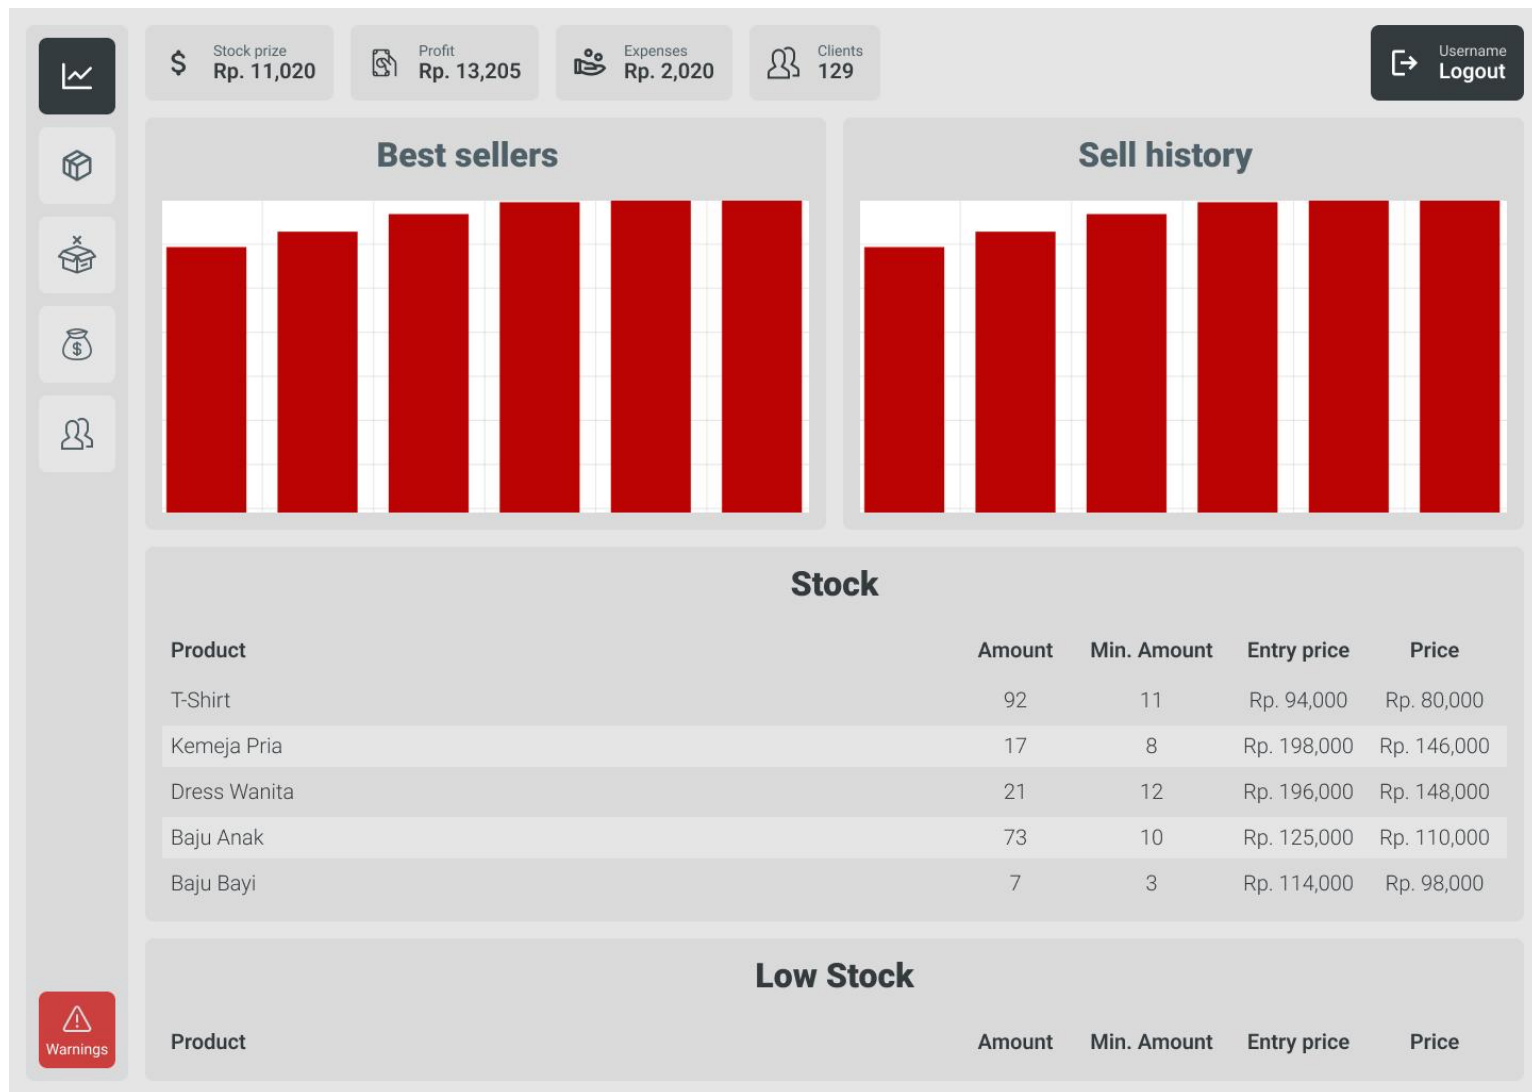 Stock prize
Rp. 11,020
Profit
Rp. 13,205
Expenses
Rp. 2,020
Clients
129
Username
Logout
Best sellers
Sell history
Stock
Product Amount Min. Amount Entry price Price
T-Shirt 92 11 Rp. 94,000 Rp. 80,000
Kemeja Pria 17 8 Rp. 198,000 Rp. 146,000
Dress Wanita 21 12 Rp. 196,000 Rp. 148,000
Baju Anak 73 10 Rp. 125,000 Rp. 110,000
Baju Bayi 7 3 Rp. 114,000 Rp. 98,000
Low Stock
Product Amount Min. Amount Entry price Price
Warnings